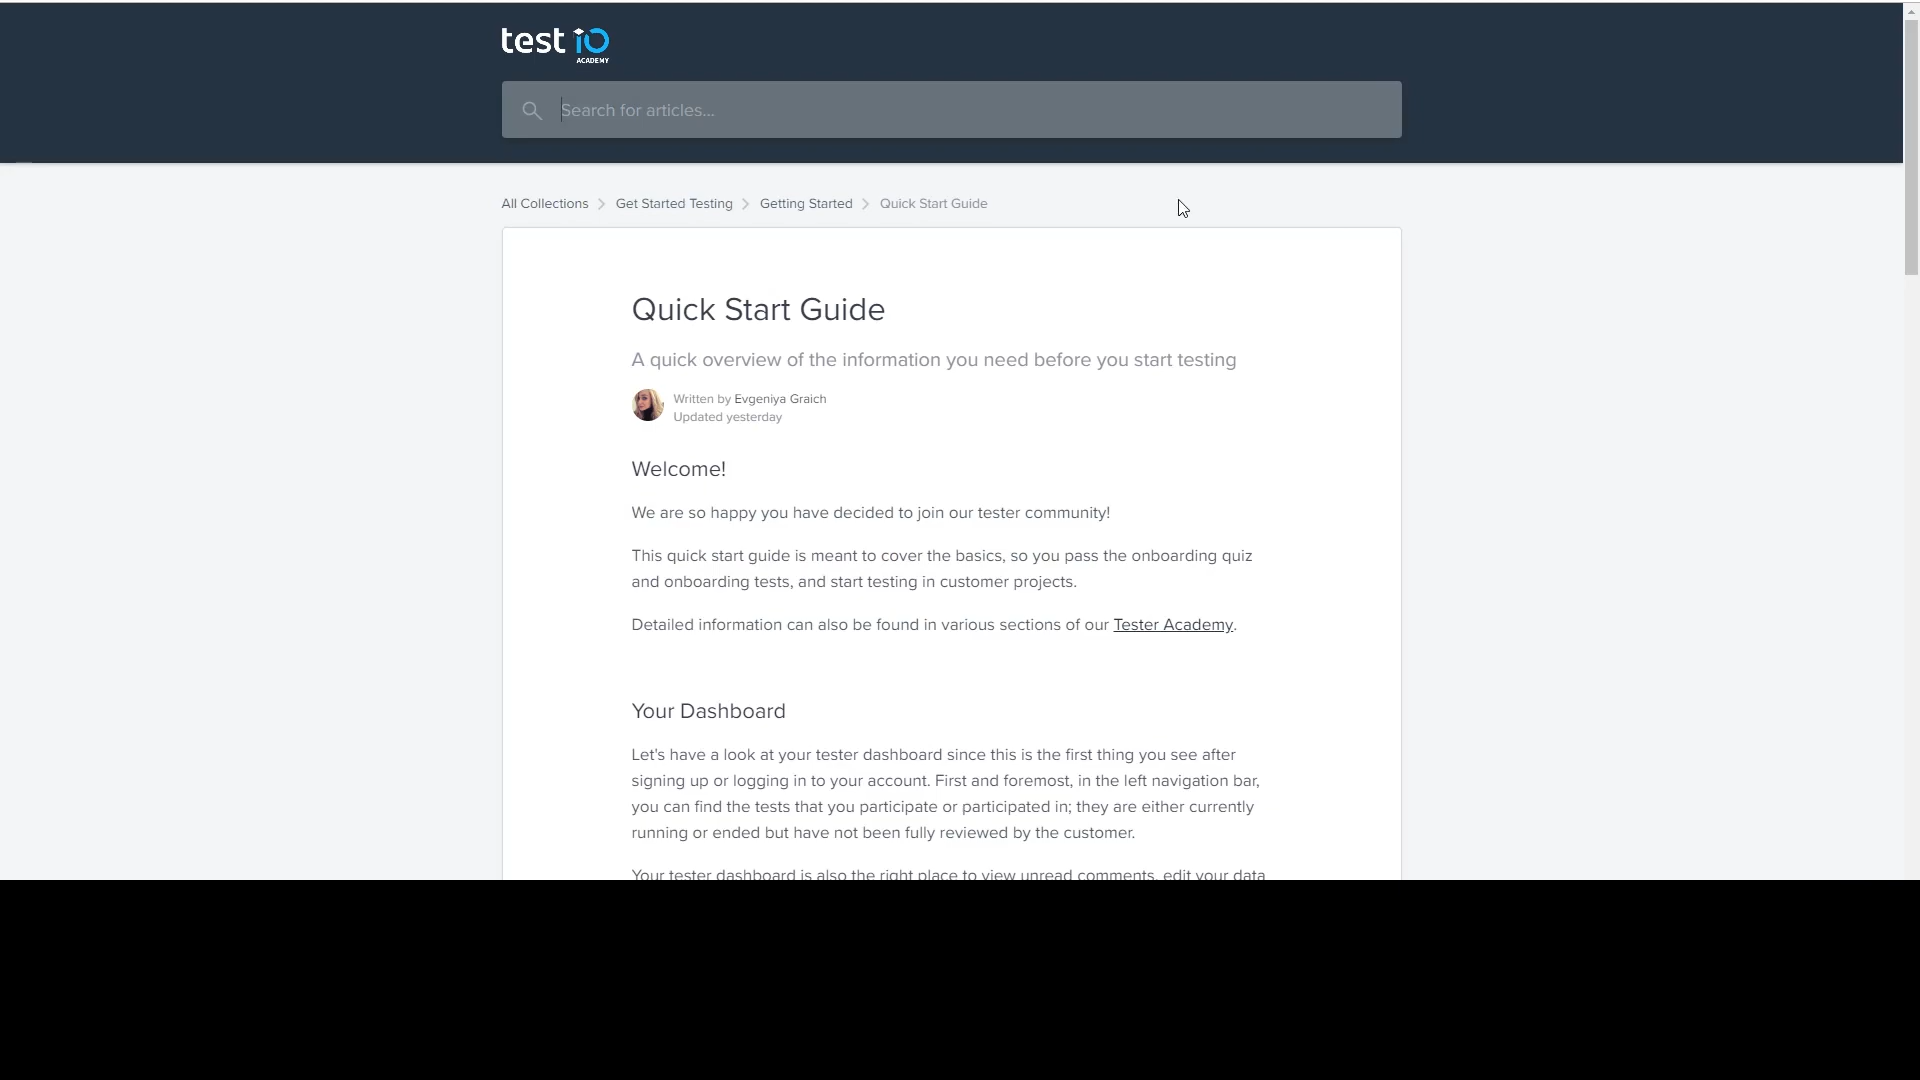 test iO
ACADEMY
Search for articles...
All Collections > Get Started Testing > Getting Started > Quick Start Guide
Quick Start Guide
A quick overview of the information you need before you start testing
Written by Evgeniya Graich
Updated yesterday
Welcome!
We are so happy you have decided to join our tester community!
This quick start guide is meant to cover the basics, so you pass the onboarding quiz
and onboarding tests, and start testing in customer projects.
Detailed information can also be found in various sections of our Tester Academy.
Your Dashboard
Let's have a look at your tester dashboard since this is the first thing you see after
signing up or logging in to your account. First and foremost, in the left navigation bar,
you can find the tests that you participate or participated in; they are either currently
running or ended but have not been fully reviewed by the customer.
Your tester dashboard is also the right place to view unread comments, edit your data